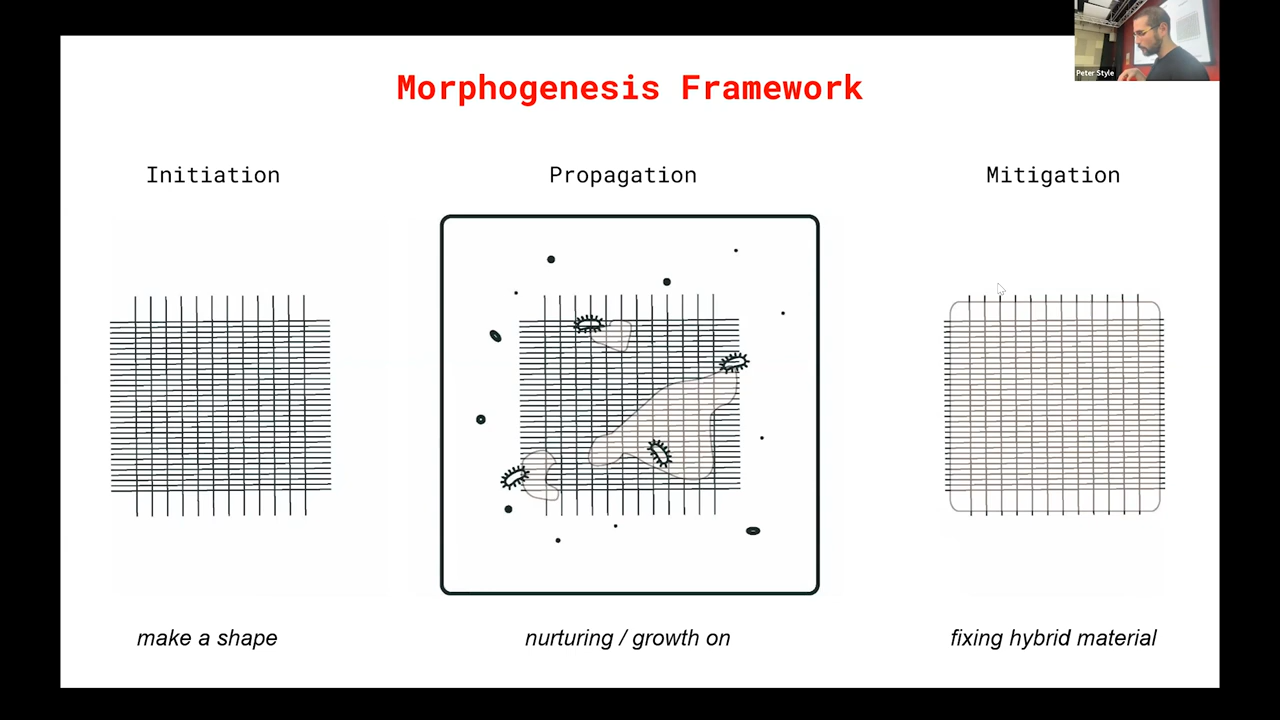 Peter Style
Morphogenesis Framework
Initiation
Propagation
Mitigation
make a shape
nurturing / growth on
fixing hybrid material